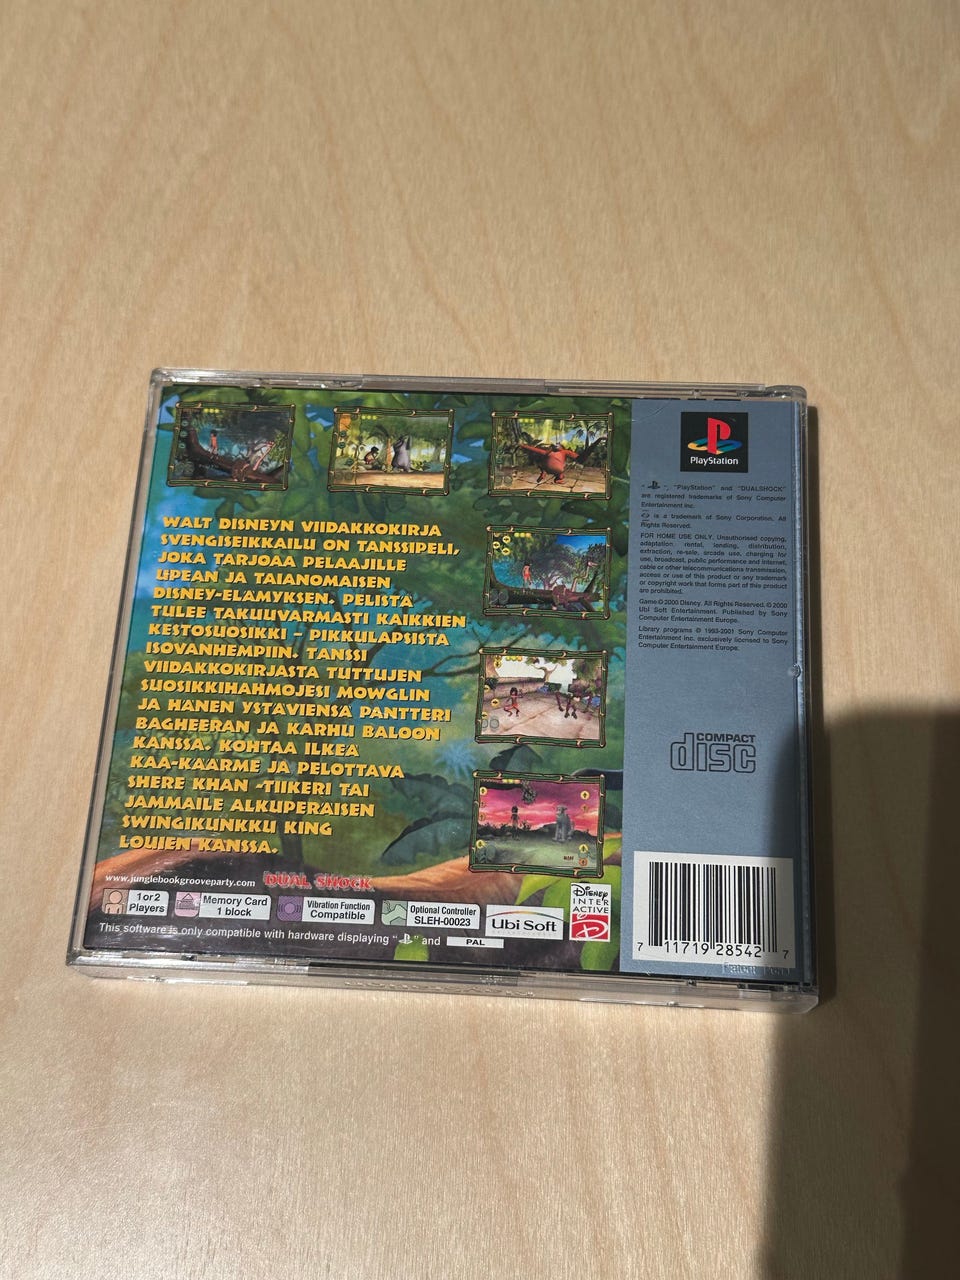 WALT DISNEYN VIIDAKKOKIRJA
SVENGISEIKKAILU ON TANSSIPELI,
JOKA TARJOAA PELAAJILLE
UPEAN JA TAIANOMAISEN
DISNEY-ELÄMYKSEN. PELISTÄ
TULEE TAKUUVARMASTI KAIKKIEN
KESTOSUOSIKKI – PIKKULAPSISTA
ISOVANHEMPIIN. TANSSI
VIIDAKKOKIRJASTA TUTTUJEN
SUOSIKKIHAHMOJESI MOWGLIN
JA HÄNEN YSTÄVIENSÄ PANTTERI
BAGHEERAN JA KARHU BALOON
KANSSA. KOHTAA ILKEÄ
KAA-KÄÄRME JA PELOTTAVA
SHERE KHAN -TIIKERI TAI
JAMMAILE ALKUPERÄISEN
SWINGIKUNKKU KING
LOUIEN KANSSA.
www.junglebookgrooveparty.com
DUAL SHOCK
1 or 2
Players
Memory Card
1 block
Vibration Function
Compatible
Optional Controller
SLEH-00023
Ubi Soft
Disney
INTER
ACTIVE
This software is only compatible with hardware displaying " " and PAL
PlayStation
" ", "PlayStation" and "DUALSHOCK"
are registered trademarks of Sony Computer
Entertainment Inc.
is a trademark of Sony Corporation. All
Rights Reserved.
FOR HOME USE ONLY. Unauthorised copying,
adaptation, rental, lending, distribution,
extraction, re-sale, arcade use, charging for
use, broadcast, public performance and internet,
cable or other telecommunications transmission,
access or use of this product or any trademark
or copyright work that forms part of this product
are prohibited.
Game © 2000 Disney. All Rights Reserved. © 2000
Ubi Soft Entertainment. Published by Sony
Computer Entertainment Europe.
Library programs © 1993-2001 Sony Computer
Entertainment Inc. exclusively licensed to Sony
Computer Entertainment Europe.
COMPACT
disc
7 11719 28542 7